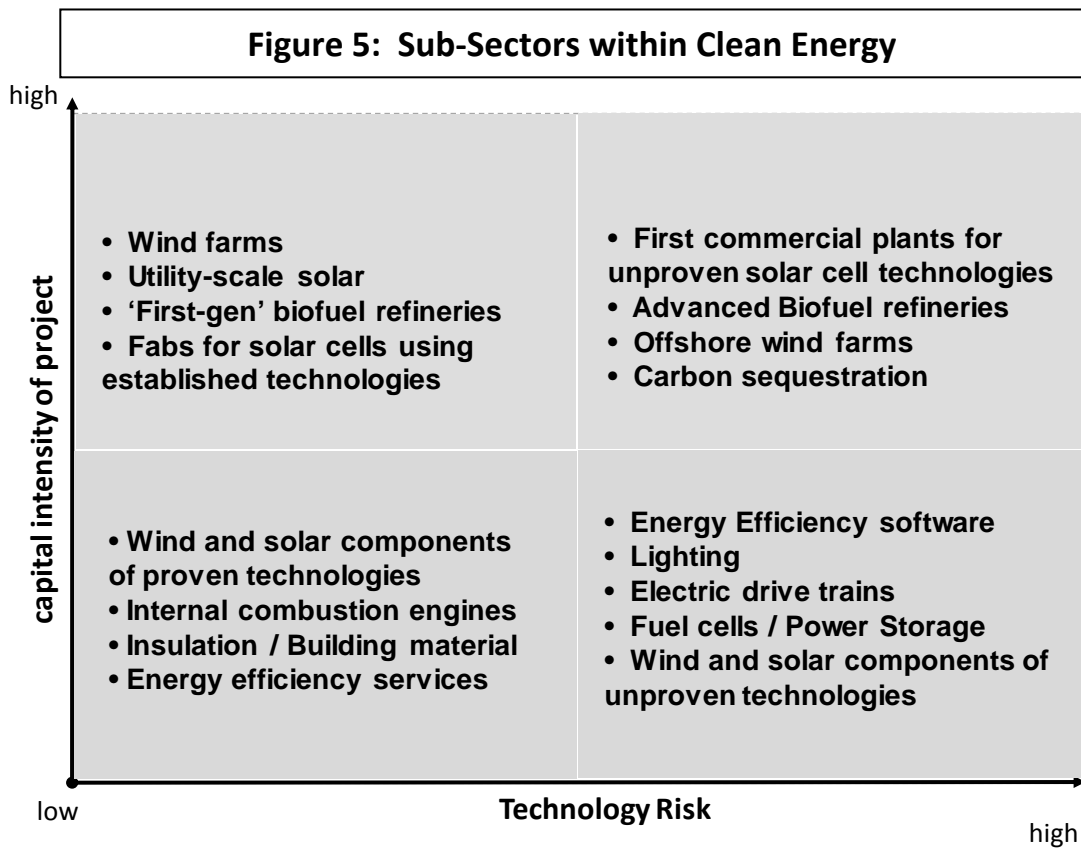 Figure 5: Sub-Sectors within Clean Energy
high
capital intensity of project
• Wind farms
• Utility-scale solar
• ‘First-gen’ biofuel refineries
• Fabs for solar cells using
established technologies
• First commercial plants for
unproven solar cell technologies
• Advanced Biofuel refineries
• Offshore wind farms
• Carbon sequestration
• Wind and solar components
of proven technologies
• Internal combustion engines
• Insulation / Building material
• Energy efficiency services
• Energy Efficiency software
• Lighting
• Electric drive trains
• Fuel cells / Power Storage
• Wind and solar components of
unproven technologies
low
Technology Risk
high